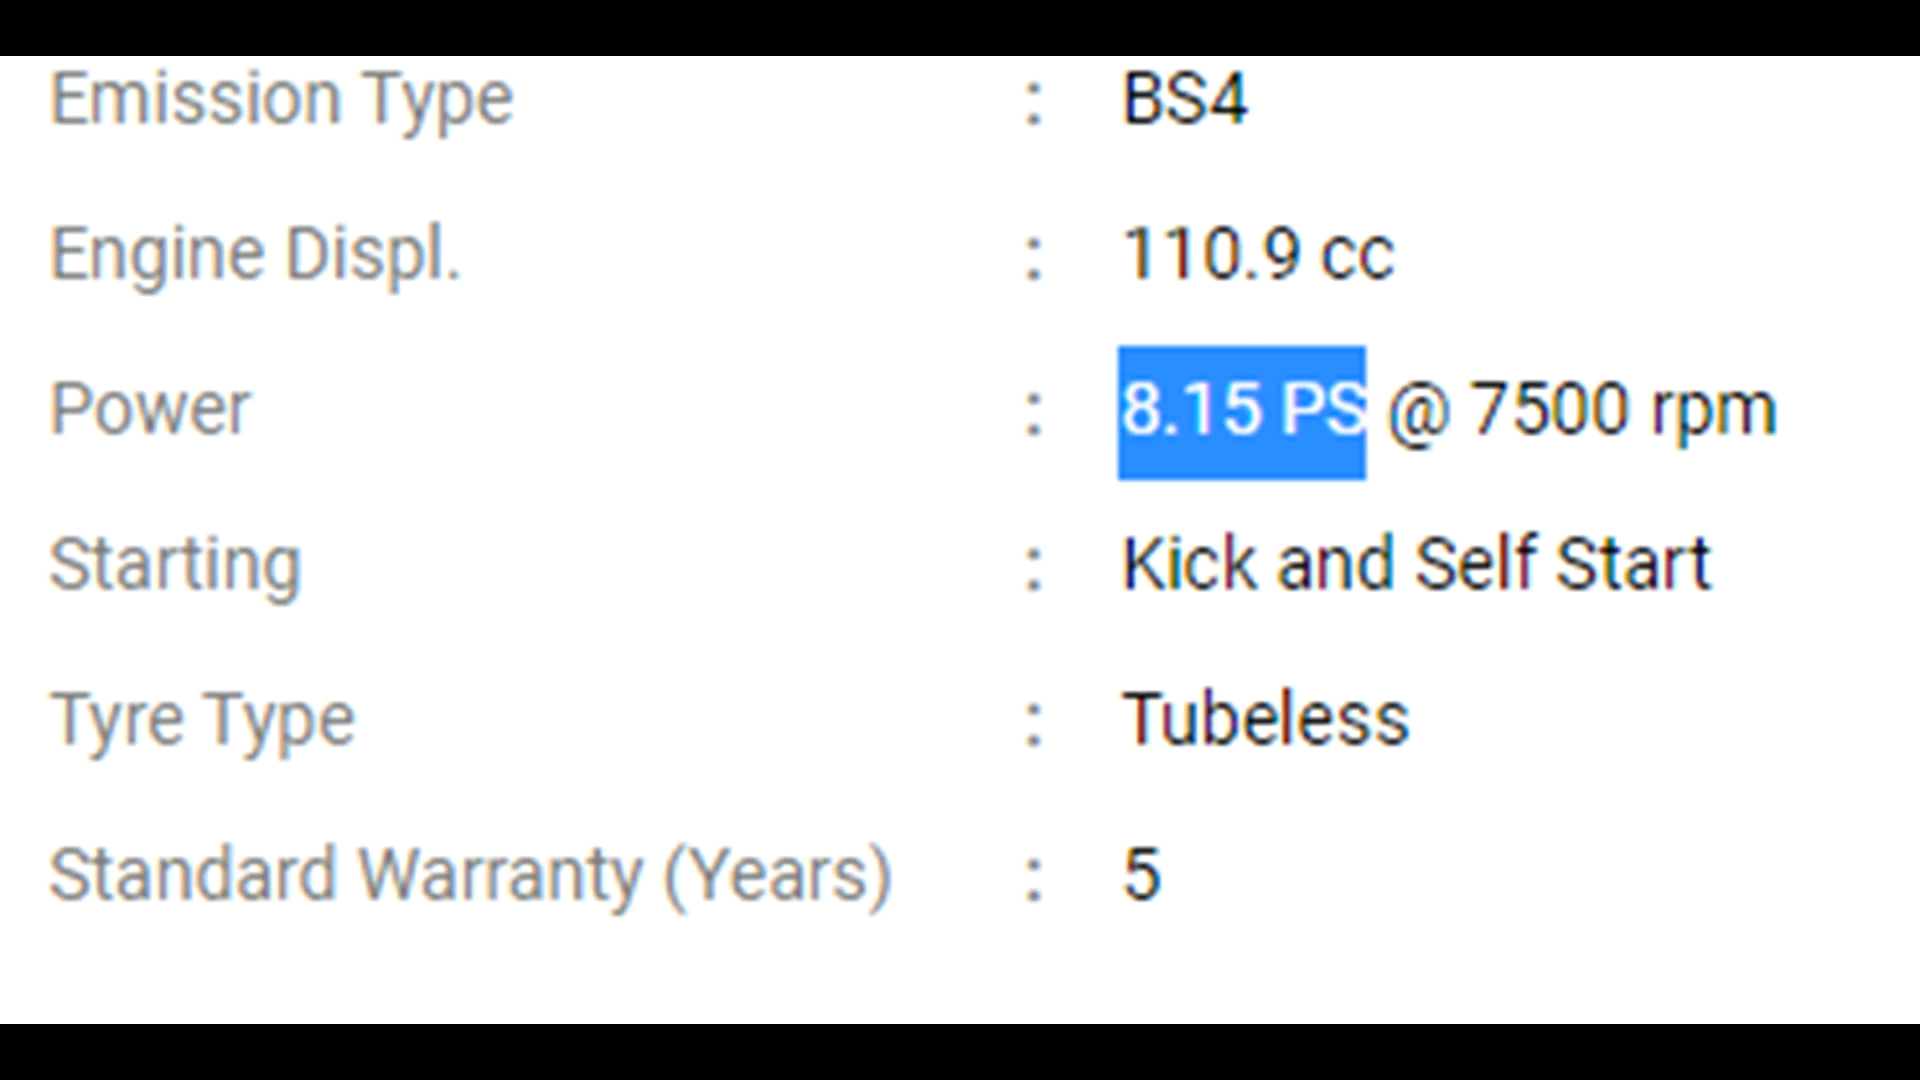 Emission Type : BS4
Engine Displ. : 110.9 cc
Power : 8.15 PS @ 7500 rpm
Starting : Kick and Self Start
Tyre Type : Tubeless
Standard Warranty (Years) : 5